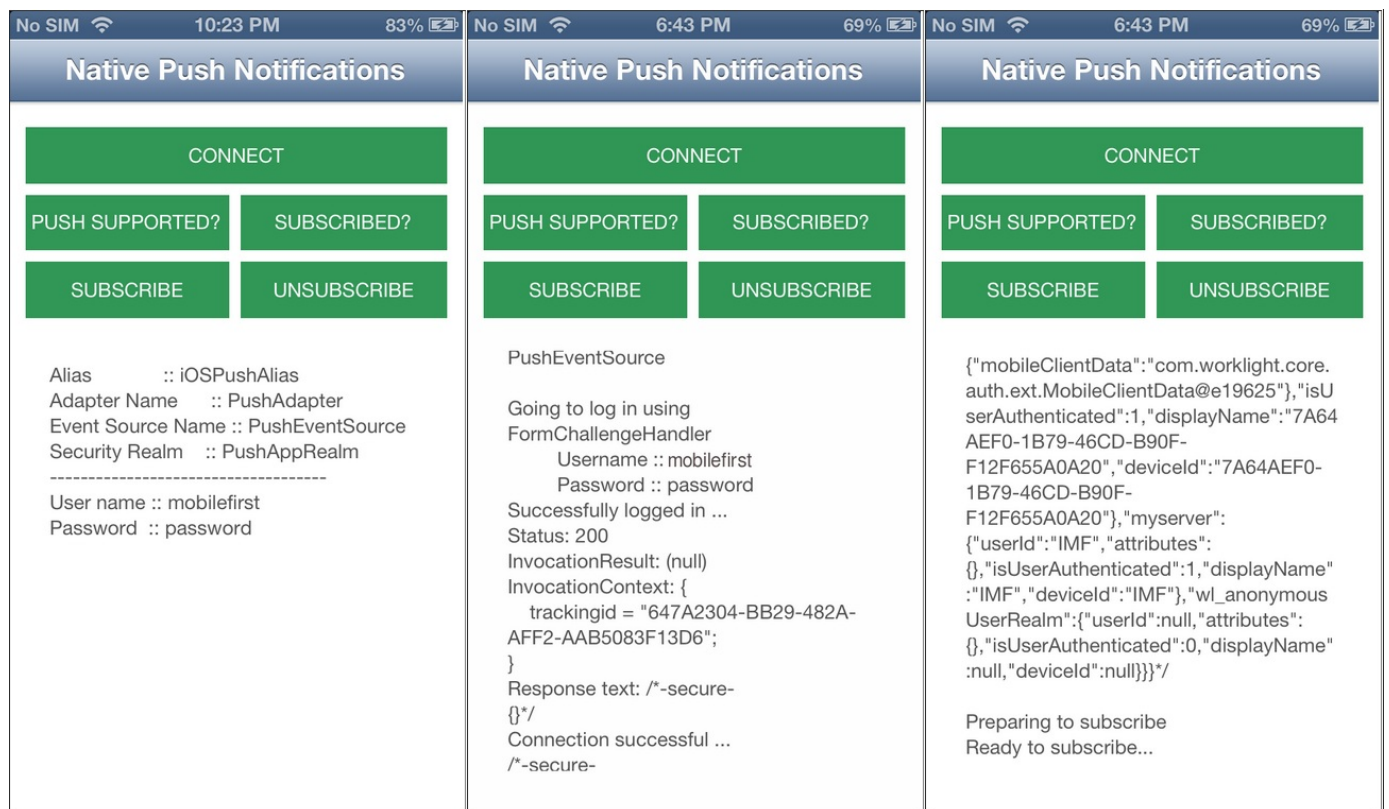 No SIM 10:23 PM 83%
Native Push Notifications
CONNECT
PUSH SUPPORTED? SUBSCRIBED?
SUBSCRIBE UNSUBSCRIBE
Alias :: iOSPushAlias
Adapter Name :: PushAdapter
Event Source Name :: PushEventSource
Security Realm :: PushAppRealm
------------------------------------
User name :: mobilefirst
Password :: password
No SIM 6:43 PM 69%
Native Push Notifications
CONNECT
PUSH SUPPORTED? SUBSCRIBED?
SUBSCRIBE UNSUBSCRIBE
PushEventSource
Going to log in using
FormChallengeHandler
Username :: mobilefirst
Password :: password
Successfully logged in ...
Status: 200
InvocationResult: (null)
InvocationContext: {
trackingid = "647A2304-BB29-482A-
AFF2-AAB5083F13D6";
}
Response text: /*-secure-
{}*/
Connection successful ...
/*-secure-
No SIM 6:43 PM 69%
Native Push Notifications
CONNECT
PUSH SUPPORTED? SUBSCRIBED?
SUBSCRIBE UNSUBSCRIBE
{"mobileClientData":"com.worklight.core.
auth.ext.MobileClientData@e19625"},"isU
serAuthenticated":1,"displayName":"7A64
AEF0-1B79-46CD-B90F-
F12F655A0A20","deviceId":"7A64AEF0-
1B79-46CD-B90F-
F12F655A0A20"},"myserver":
{"userId":"IMF","attributes":
{},"isUserAuthenticated":1,"displayName"
:"IMF","deviceId":"IMF"},"wl_anonymous
UserRealm":{"userId":null,"attributes":
{},"isUserAuthenticated":0,"displayName"
:null,"deviceId":null}}}*/
Preparing to subscribe
Ready to subscribe...